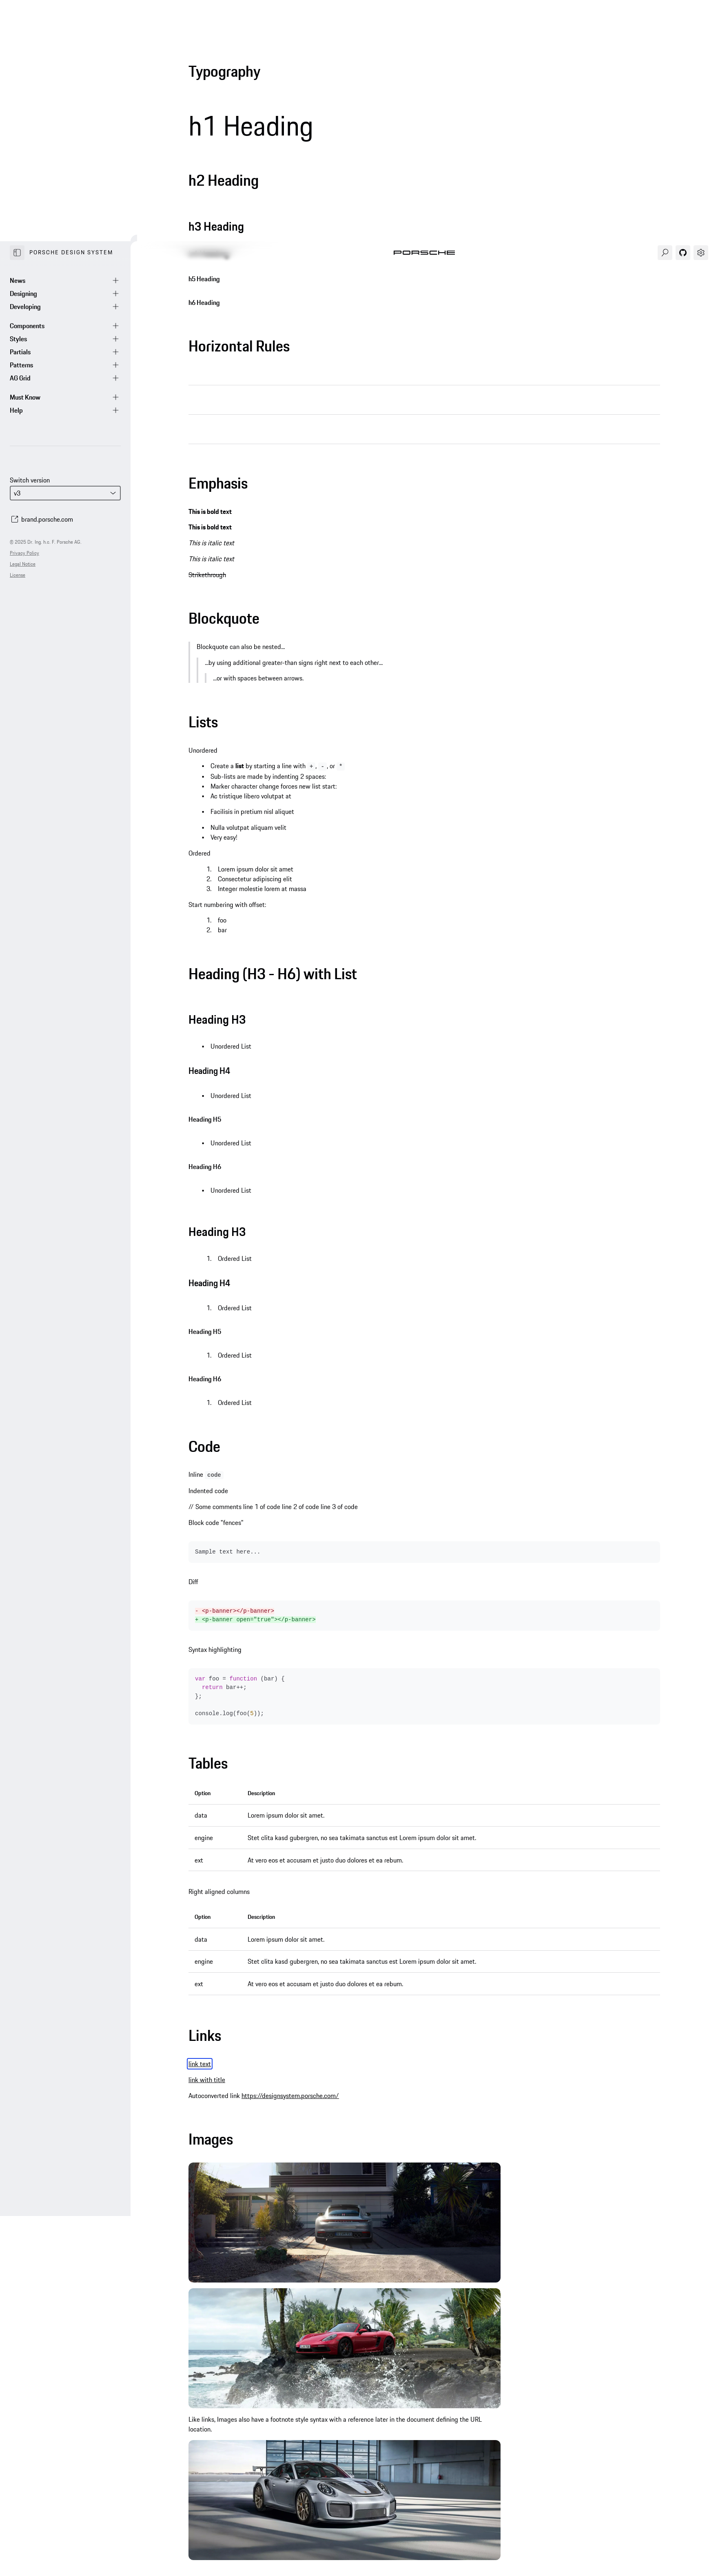 Typography
h1 Heading
h2 Heading
h3 Heading
PORSCHE DESIGN SYSTEM
PORSCHE
News
Designing
Developing
Components
Styles
Partials
Patterns
AG Grid
Must Know
Help
Switch version
v3
brand.porsche.com
© 2025 Dr. Ing. h.c. F. Porsche AG.
Privacy Policy
Legal Notice
License
h5 Heading
h6 Heading
Horizontal Rules
Emphasis
This is bold text
This is bold text
This is italic text
This is italic text
Strikethrough
Blockquote
Blockquote can also be nested...
...by using additional greater-than signs right next to each other...
...or with spaces between arrows.
Lists
Unordered
• Create a list by starting a line with + , - , or *
• Sub-lists are made by indenting 2 spaces:
• Marker character change forces new list start:
• Ac tristique libero volutpat at
• Facilisis in pretium nisl aliquet
• Nulla volutpat aliquam velit
• Very easy!
Ordered
1. Lorem ipsum dolor sit amet
2. Consectetur adipiscing elit
3. Integer molestie lorem at massa
Start numbering with offset:
1. foo
2. bar
Heading (H3 - H6) with List
Heading H3
• Unordered List
Heading H4
• Unordered List
Heading H5
• Unordered List
Heading H6
• Unordered List
Heading H3
1. Ordered List
Heading H4
1. Ordered List
Heading H5
1. Ordered List
Heading H6
1. Ordered List
Code
Inline code
Indented code
// Some comments line 1 of code line 2 of code line 3 of code
Block code "fences"
Sample text here...
Diff
- <p-banner></p-banner>
+ <p-banner open="true"></p-banner>
Syntax highlighting
var foo = function (bar) {
return bar++;
};
console.log(foo(5));
Tables
Option Description
data Lorem ipsum dolor sit amet.
engine Stet clita kasd gubergren, no sea takimata sanctus est Lorem ipsum dolor sit amet.
ext At vero eos et accusam et justo duo dolores et ea rebum.
Right aligned columns
Option Description
data Lorem ipsum dolor sit amet.
engine Stet clita kasd gubergren, no sea takimata sanctus est Lorem ipsum dolor sit amet.
ext At vero eos et accusam et justo duo dolores et ea rebum.
Links
link text
link with title
Autoconverted link https://designsystem.porsche.com/
Images
Like links, Images also have a footnote style syntax with a reference later in the document defining the URL
location.